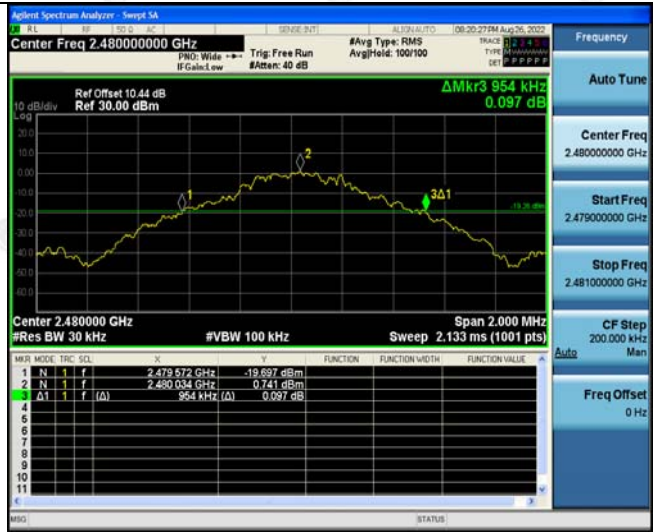 Agilent Spectrum Analyzer - Swept SA
RL RF 50 Ω AC SENSE:INT ALIGN AUTO 08:20:27 PM Aug 26, 2022
Center Freq 2.480000000 GHz
PNO: Wide
IFGain:Low
Trig: Free Run
#Atten: 40 dB
#Avg Type: RMS
Avg|Hold: 100/100
TRACE 1 2 3 4 5 6
TYPE M
DET P P P P P P
Frequency
ΔMkr3 954 kHz
0.097 dB
Ref Offset 10.44 dB
Ref 30.00 dBm
10 dB/div
Log
20.0
10.0
0.00
-10.0
-20.0
-30.0
-40.0
-50.0
-60.0
1
2
3Δ1
-19.26 dBm
Center 2.480000 GHz
#Res BW 30 kHz
#VBW 100 kHz
Span 2.000 MHz
Sweep 2.133 ms (1001 pts)
MKR MODE TRC SCL X Y FUNCTION FUNCTION WIDTH FUNCTION VALUE
1 N 1 f 2.479 572 GHz -19.697 dBm
2 N 1 f 2.480 034 GHz 0.741 dBm
3 Δ1 1 f (Δ) 954 kHz (Δ) 0.097 dB
4
5
6
7
8
9
10
11
MSG
STATUS
Auto Tune
Center Freq
2.480000000 GHz
Start Freq
2.479000000 GHz
Stop Freq
2.481000000 GHz
CF Step
200.000 kHz
Auto Man
Freq Offset
0 Hz